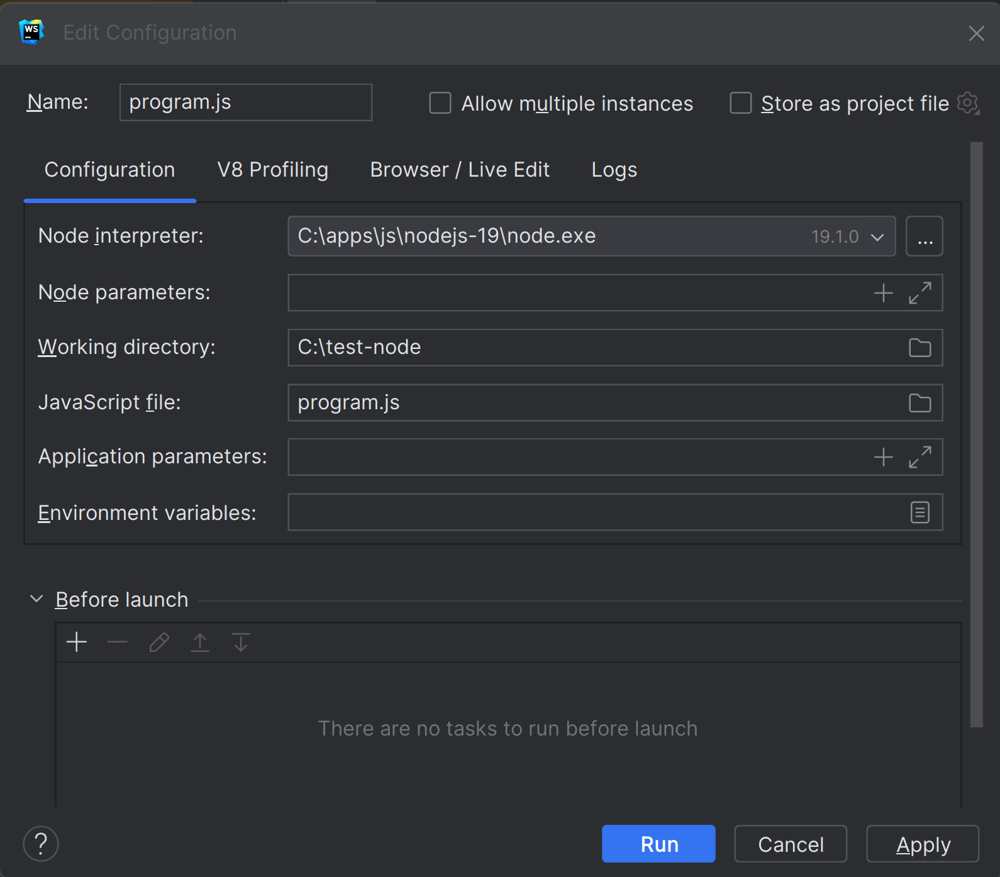 WS
Edit Configuration
Name: program.js Allow multiple instances Store as project file
Configuration V8 Profiling Browser / Live Edit Logs
Node interpreter: C:\apps\js\nodejs-19\node.exe 19.1.0 ...
Node parameters:
Working directory: C:\test-node
JavaScript file: program.js
Application parameters:
Environment variables:
Before launch
There are no tasks to run before launch
? Run Cancel Apply